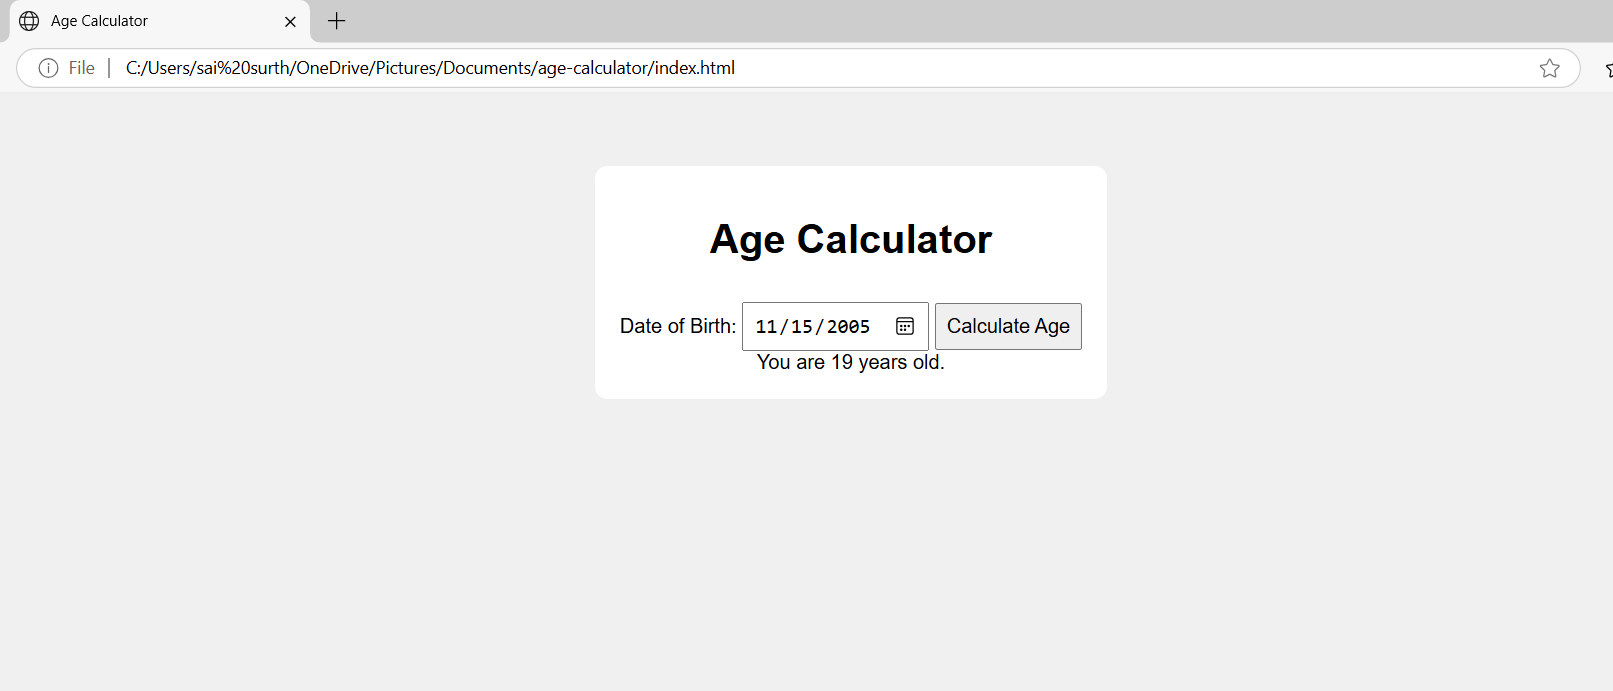 Age Calculator
File C:/Users/sai%20surth/OneDrive/Pictures/Documents/age-calculator/index.html
Age Calculator
Date of Birth: 11/15/2005 Calculate Age
You are 19 years old.